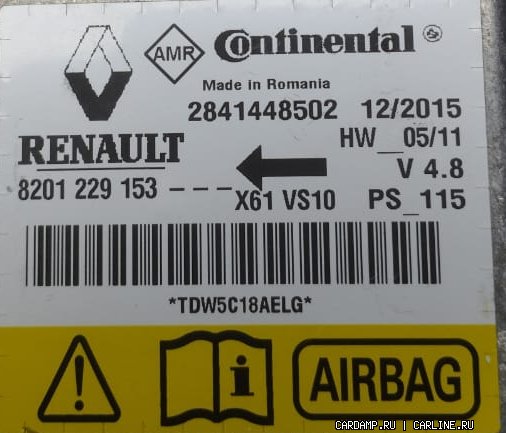 AMR Continental ®
Made in Romania
2841448502 12/2015
RENAULT HW__05/11
8201 229 153 - - - X61 VS10 V 4.8
PS_115
*TDW5C18AELG*
AIRBAG
CARDAMP.RU | CARLINE.RU